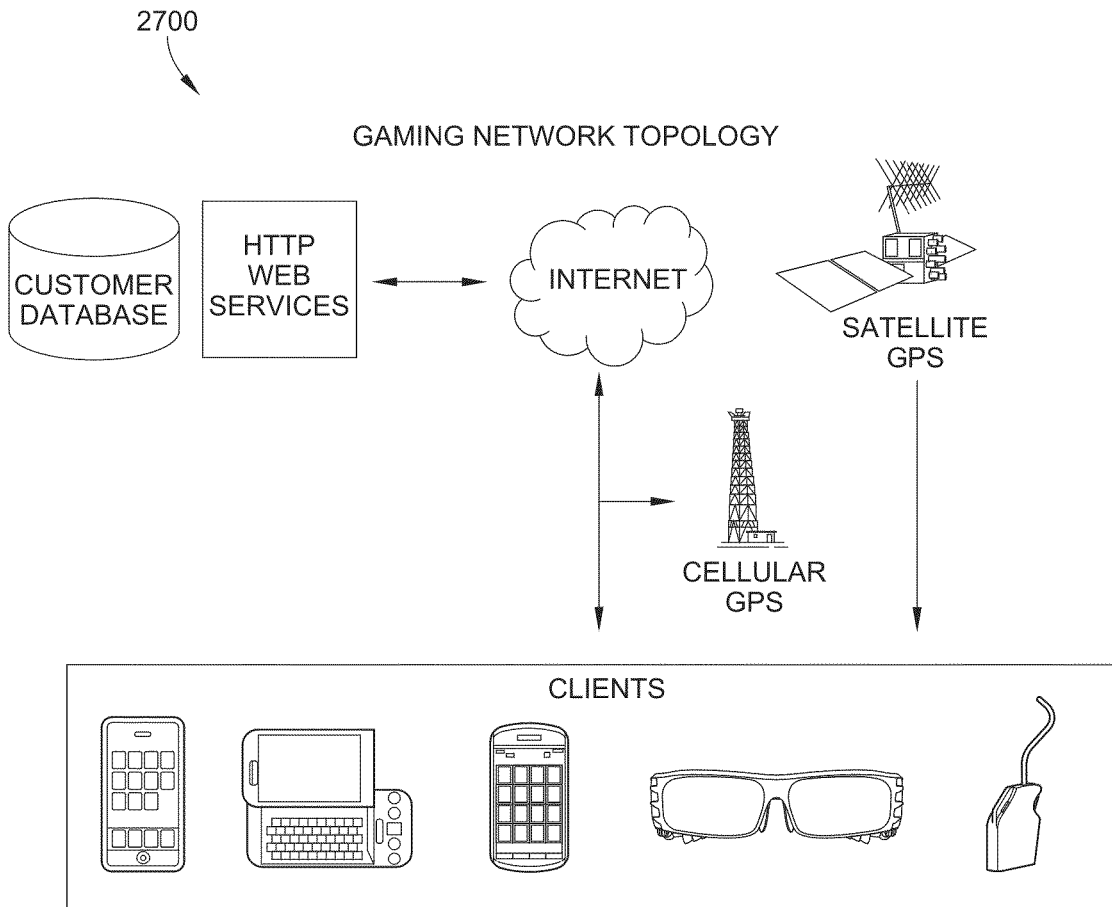 2700
GAMING NETWORK TOPOLOGY
CUSTOMER
DATABASE
HTTP
WEB
SERVICES
INTERNET
SATELLITE
GPS
CELLULAR
GPS
CLIENTS